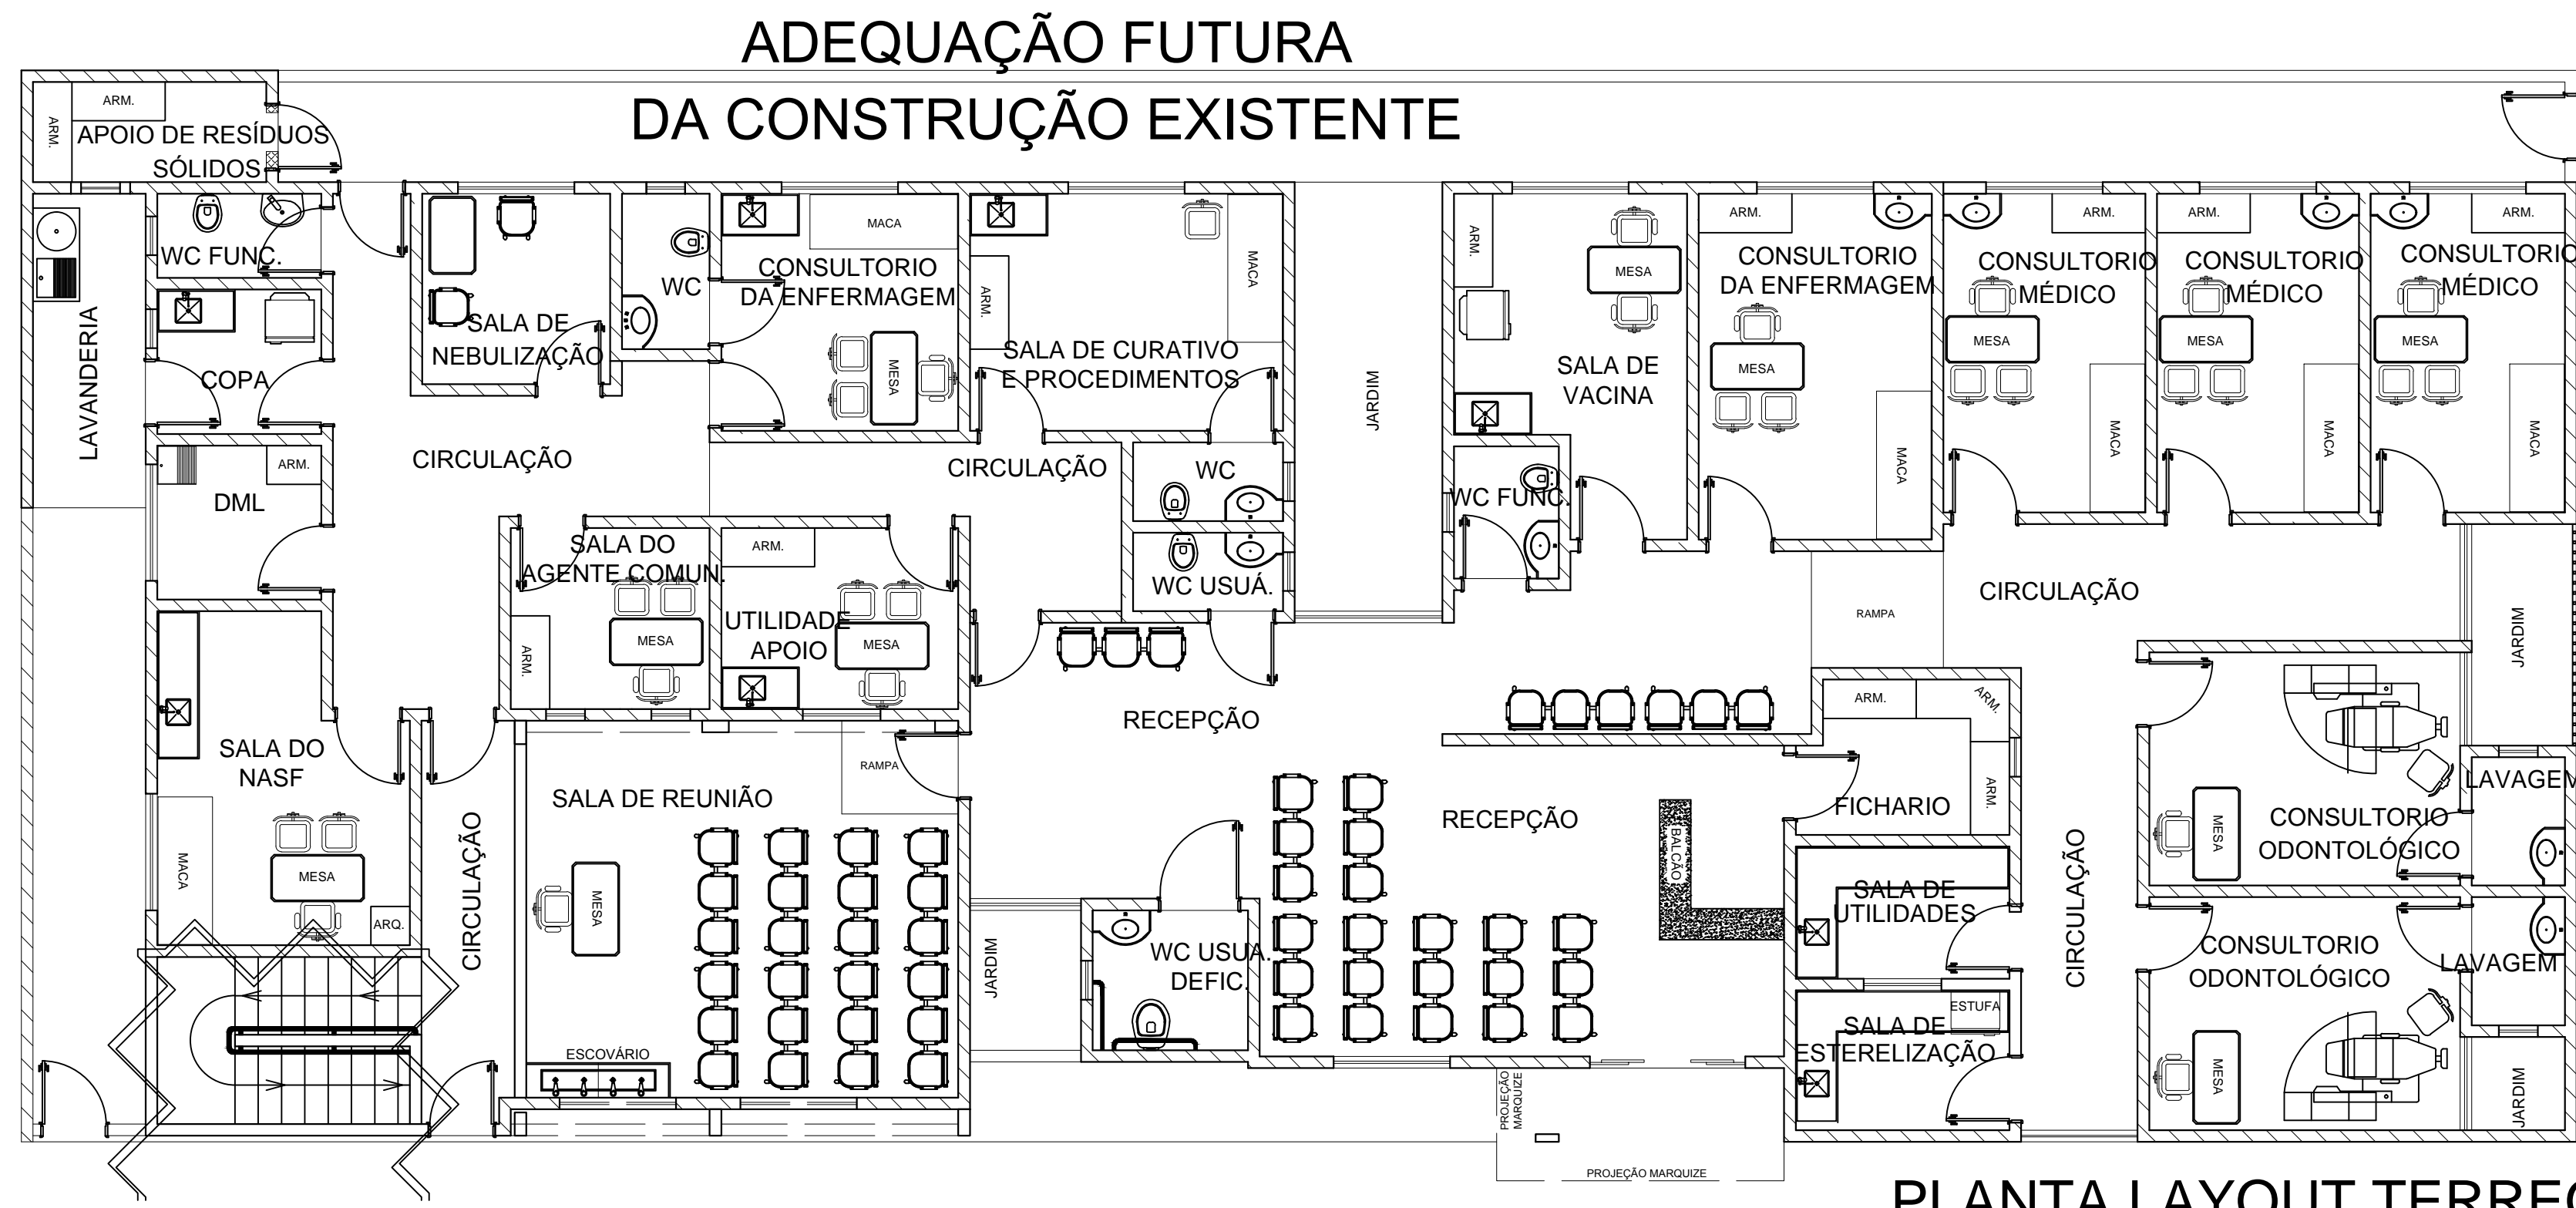 ADEQUAÇÃO FUTURA
DA CONSTRUÇÃO EXISTENTE
ARM.
ARM.
APOIO DE RESÍDUOS
SÓLIDOS
WC FUNC.
LAVANDERIA
COPA
DML
ARM.
SALA DE
NEBULIZAÇÃO
WC
MACA
CONSULTORIO
DA ENFERMAGEM
MESA
ARM.
MACA
SALA DE CURATIVO
E PROCEDIMENTOS
JARDIM
ARM.
MESA
SALA DE
VACINA
ARM.
CONSULTORIO
DA ENFERMAGEM
MESA
MACA
ARM.
CONSULTORIO
MÉDICO
MESA
MACA
ARM.
CONSULTORIO
MÉDICO
MESA
MACA
ARM.
CONSULTORIO
MÉDICO
MESA
MACA
CIRCULAÇÃO
CIRCULAÇÃO
WC
WC USUÁ.
WC FUNC.
SALA DO
AGENTE COMUN.
MESA
ARM.
ARM.
UTILIDADE
APOIO
MESA
RAMPA
CIRCULAÇÃO
JARDIM
SALA DO
NASF
MACA
MESA
ARQ.
CIRCULAÇÃO
SALA DE REUNIÃO
RAMPA
MESA
ESCOVÁRIO
RECEPÇÃO
RECEPÇÃO
BALCÃO
JARDIM
WC USUA.
DEFIC.
ARM.
ARM.
ARM.
FICHARIO
SALA DE
UTILIDADES
ESTUFA
SALA DE
ESTERELIZAÇÃO
CIRCULAÇÃO
MESA
CONSULTORIO
ODONTOLÓGICO
LAVAGEM
CONSULTORIO
ODONTOLÓGICO
LAVAGEM
MESA
JARDIM
PROJEÇÃO
MARQUIZE
PROJEÇÃO MARQUIZE
PLANTA LAYOUT TERREO